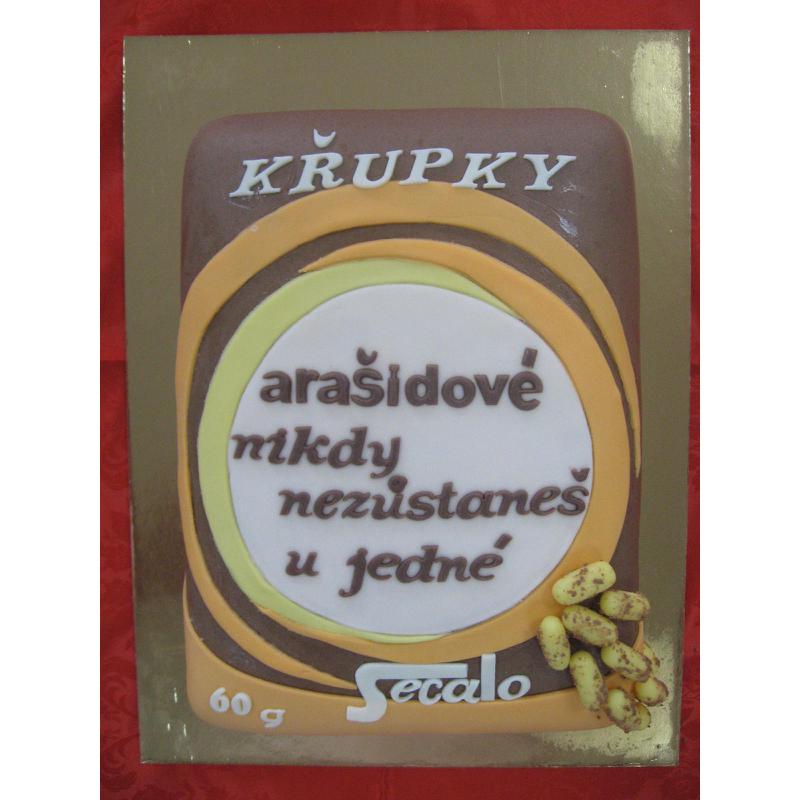 KŘUPKY
arašidové
nikdy
nezůstaneš
u jedné
Secalo
60 g